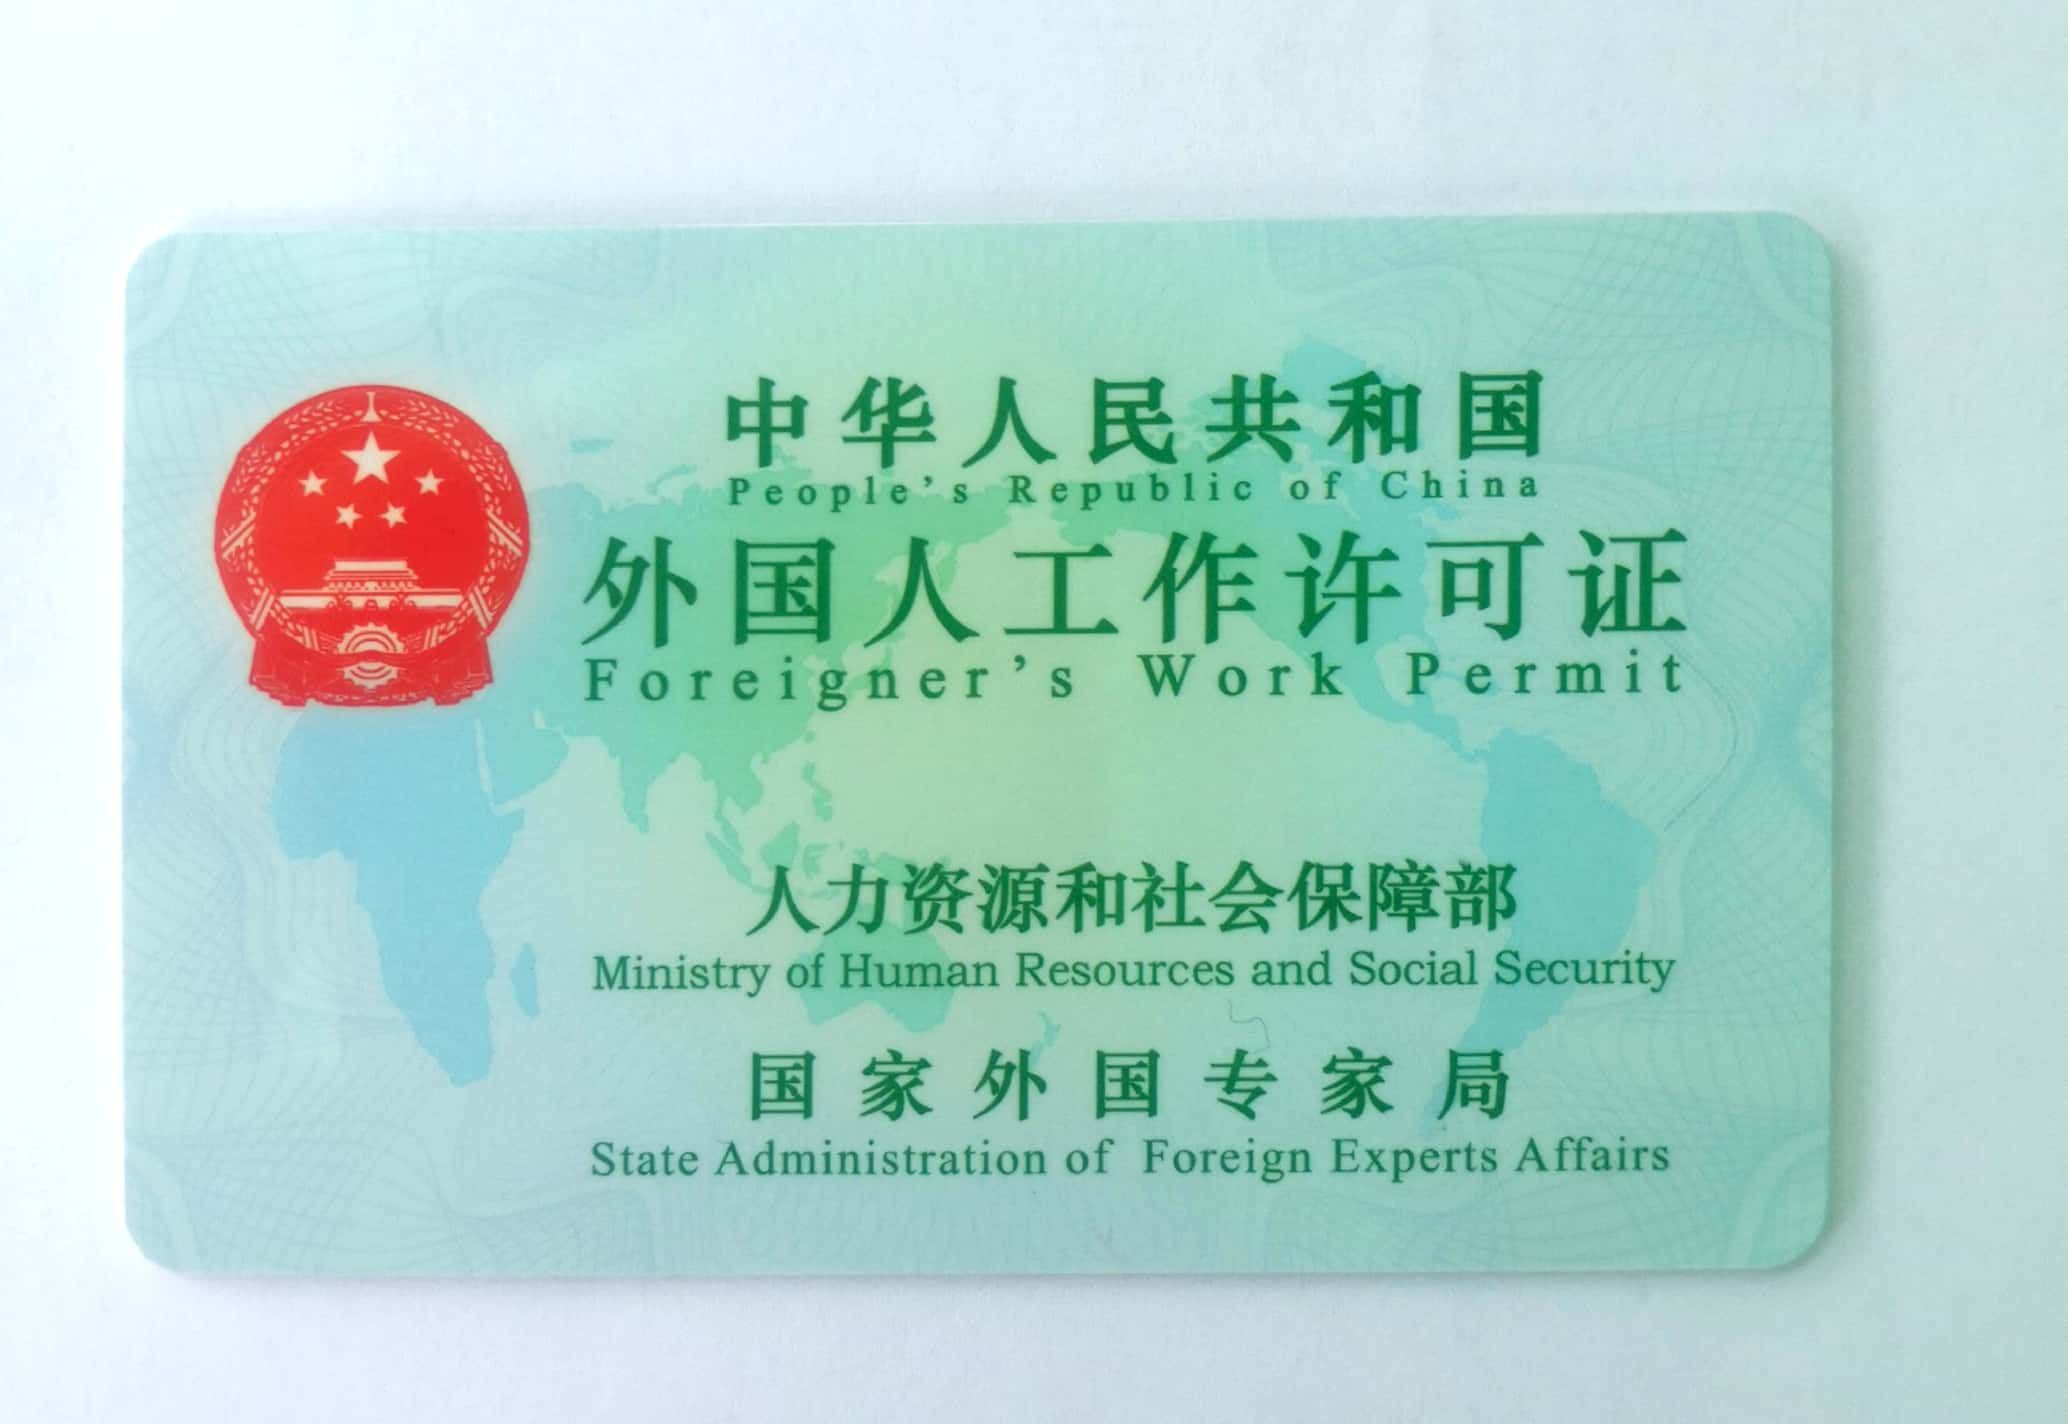 中华人民共和国
People's Republic of China
外国人工作许可证
Foreigner's Work Permit
人力资源和社会保障部
Ministry of Human Resources and Social Security
国家外国专家局
State Administration of Foreign Experts Affairs